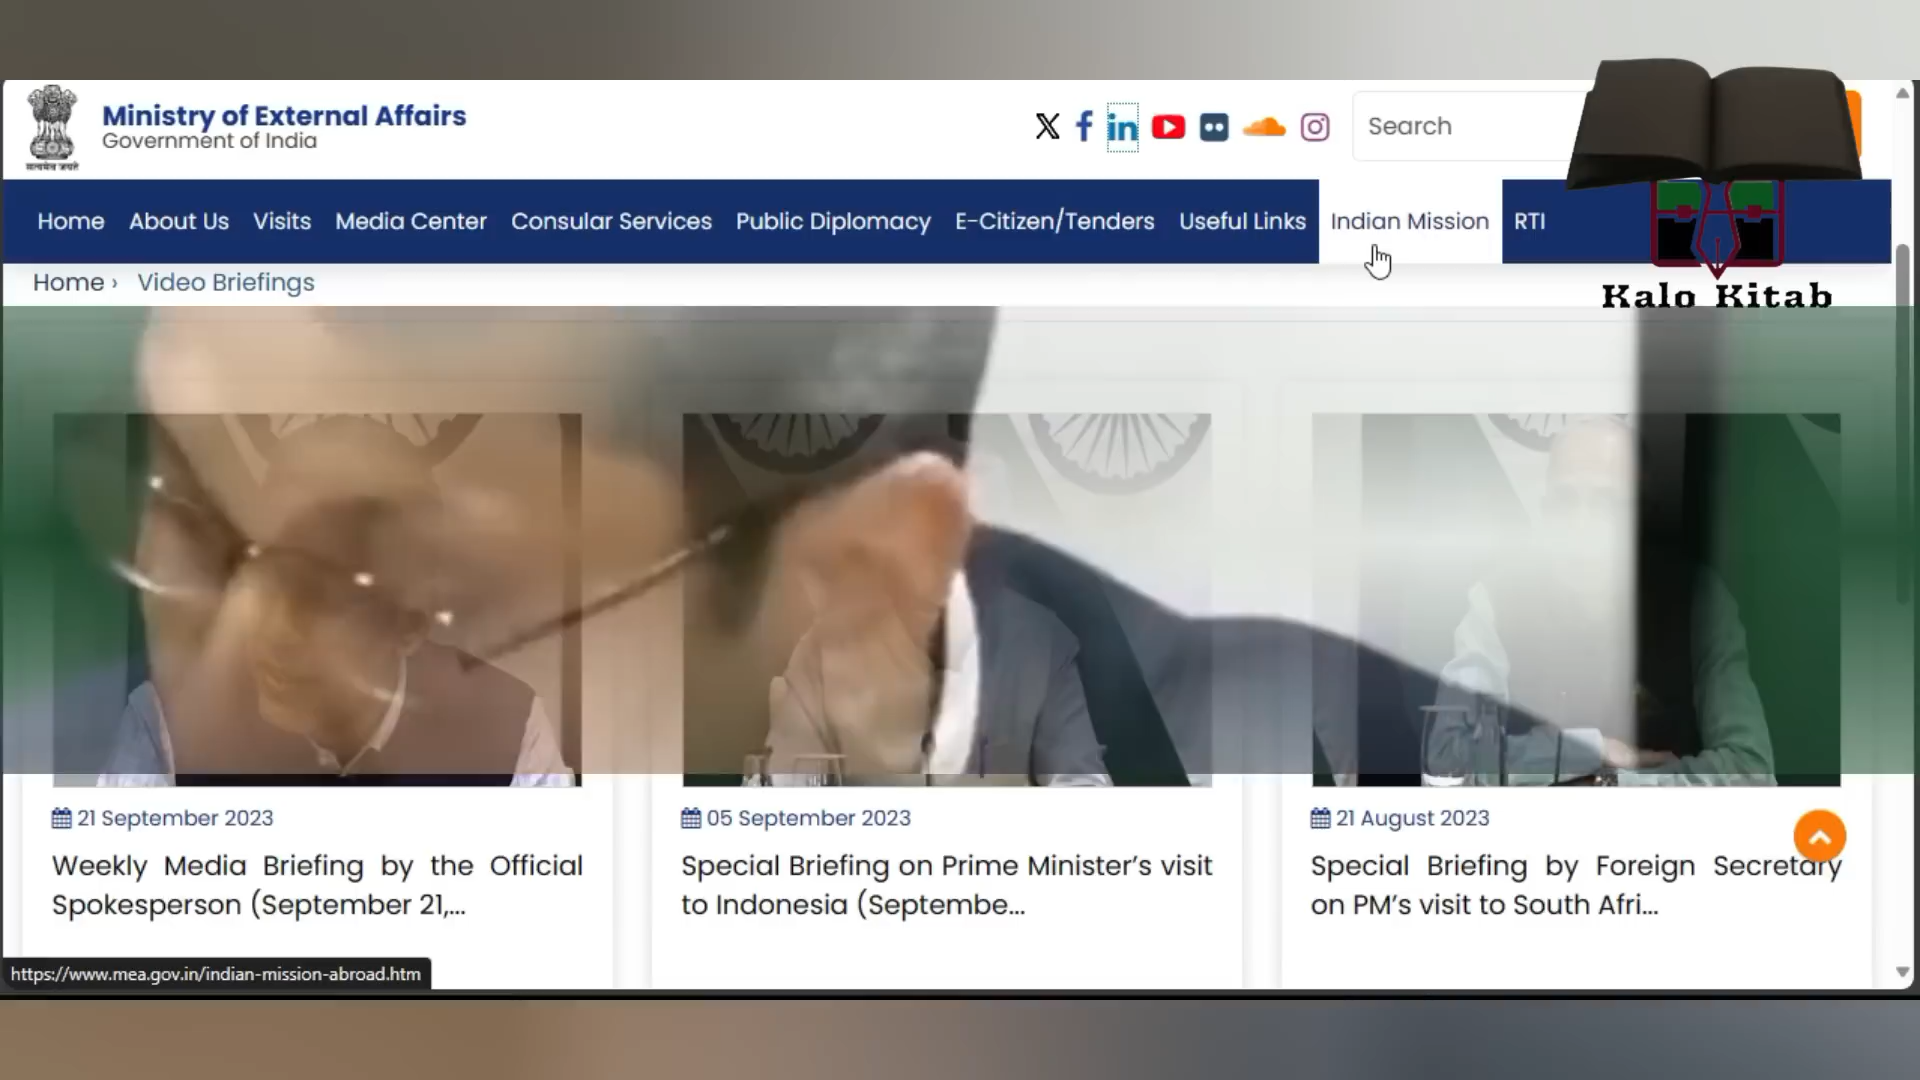 Ministry of External Affairs
Government of India
सत्यमेव जयते
Search
Home About Us Visits Media Center Consular Services Public Diplomacy E-Citizen/Tenders Useful Links Indian Mission RTI
Kalo Kitab
Home › Video Briefings
21 September 2023
Weekly Media Briefing by the Official
Spokesperson (September 21,...
05 September 2023
Special Briefing on Prime Minister’s visit
to Indonesia (Septembe...
21 August 2023
Special Briefing by Foreign Secretary
on PM’s visit to South Afri...
https://www.mea.gov.in/indian-mission-abroad.htm